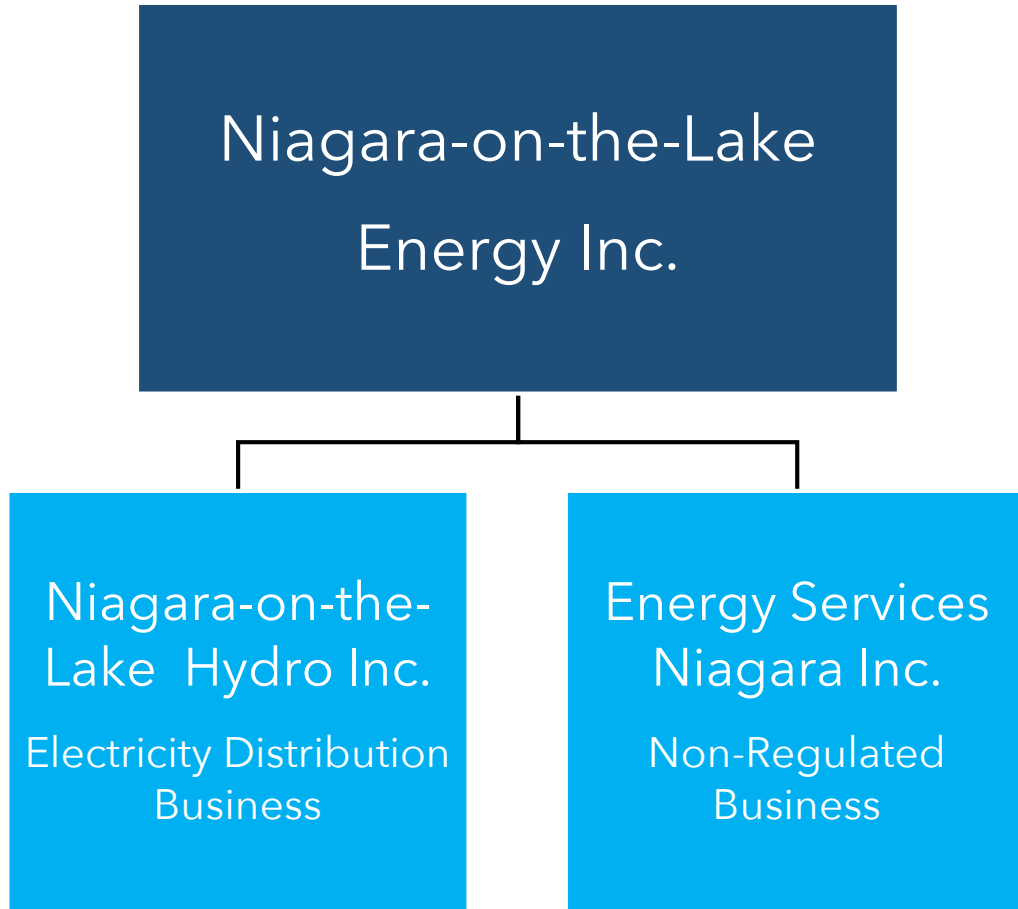 Niagara-on-the-Lake
Energy Inc.
Niagara-on-the-
Lake  Hydro Inc.
Electricity Distribution
Business
Energy Services
Niagara Inc.
Non-Regulated
Business